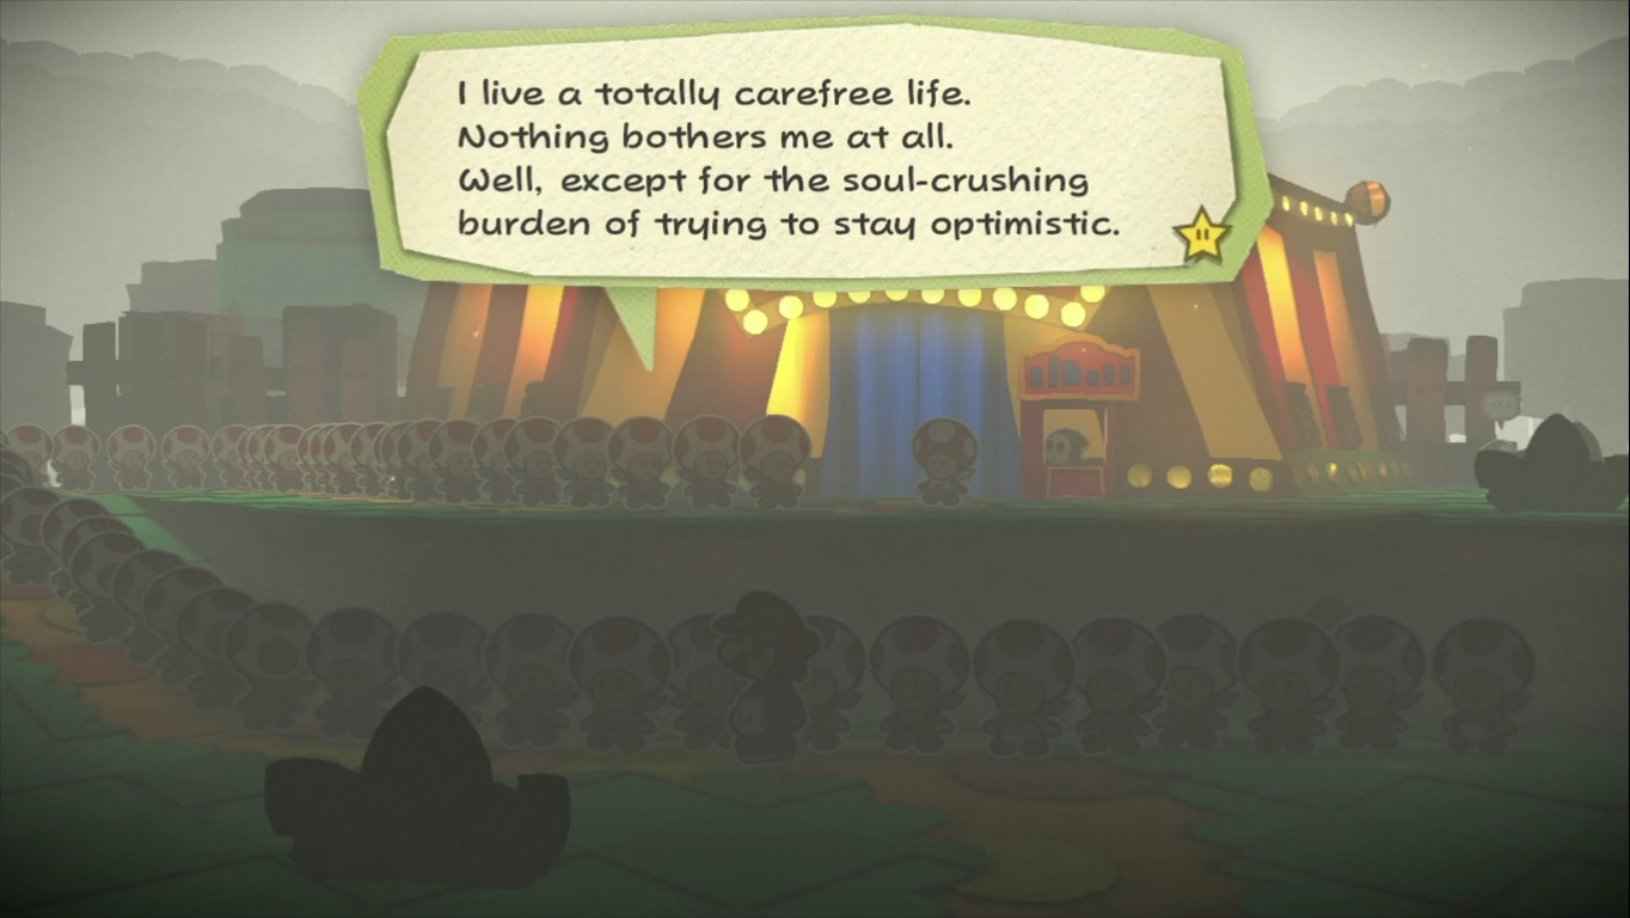 I live a totally carefree life.
Nothing bothers me at all.
Well, except for the soul-crushing
burden of trying to stay optimistic.